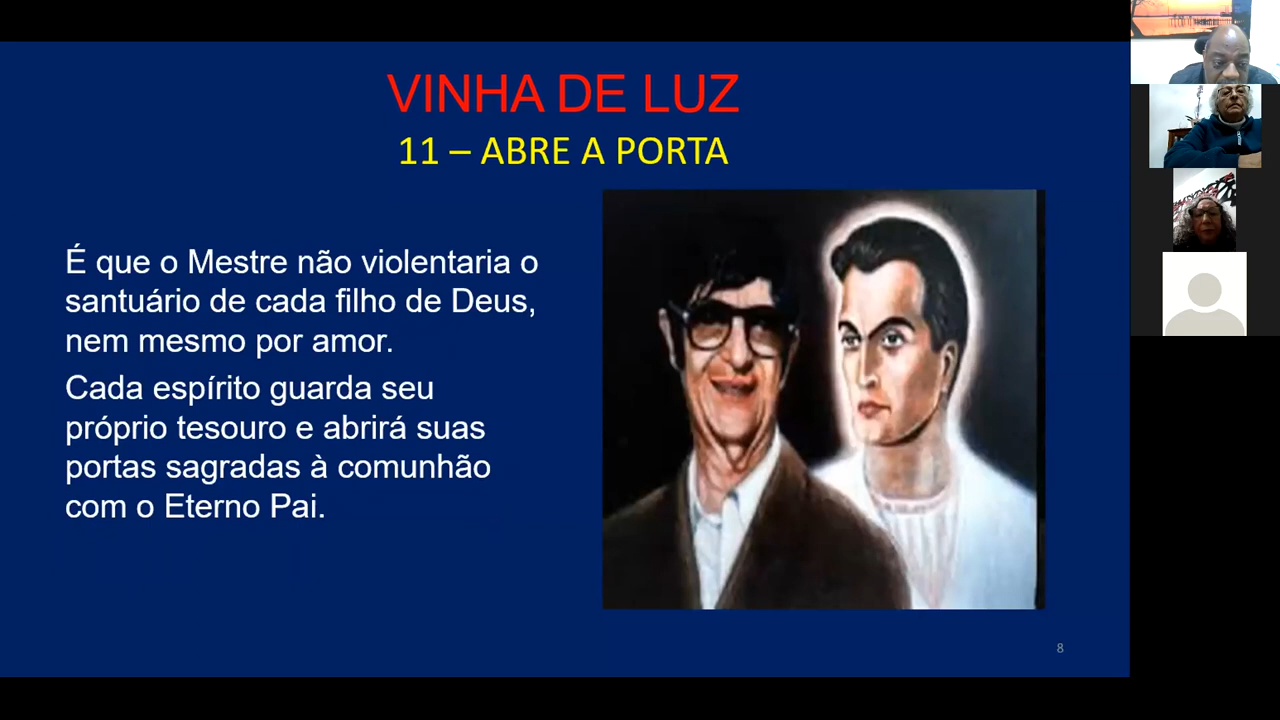 VINHA DE LUZ
11 – ABRE A PORTA
É que o Mestre não violentaria o
santuário de cada filho de Deus,
nem mesmo por amor.
Cada espírito guarda seu
próprio tesouro e abrirá suas
portas sagradas à comunhão
com o Eterno Pai.
8